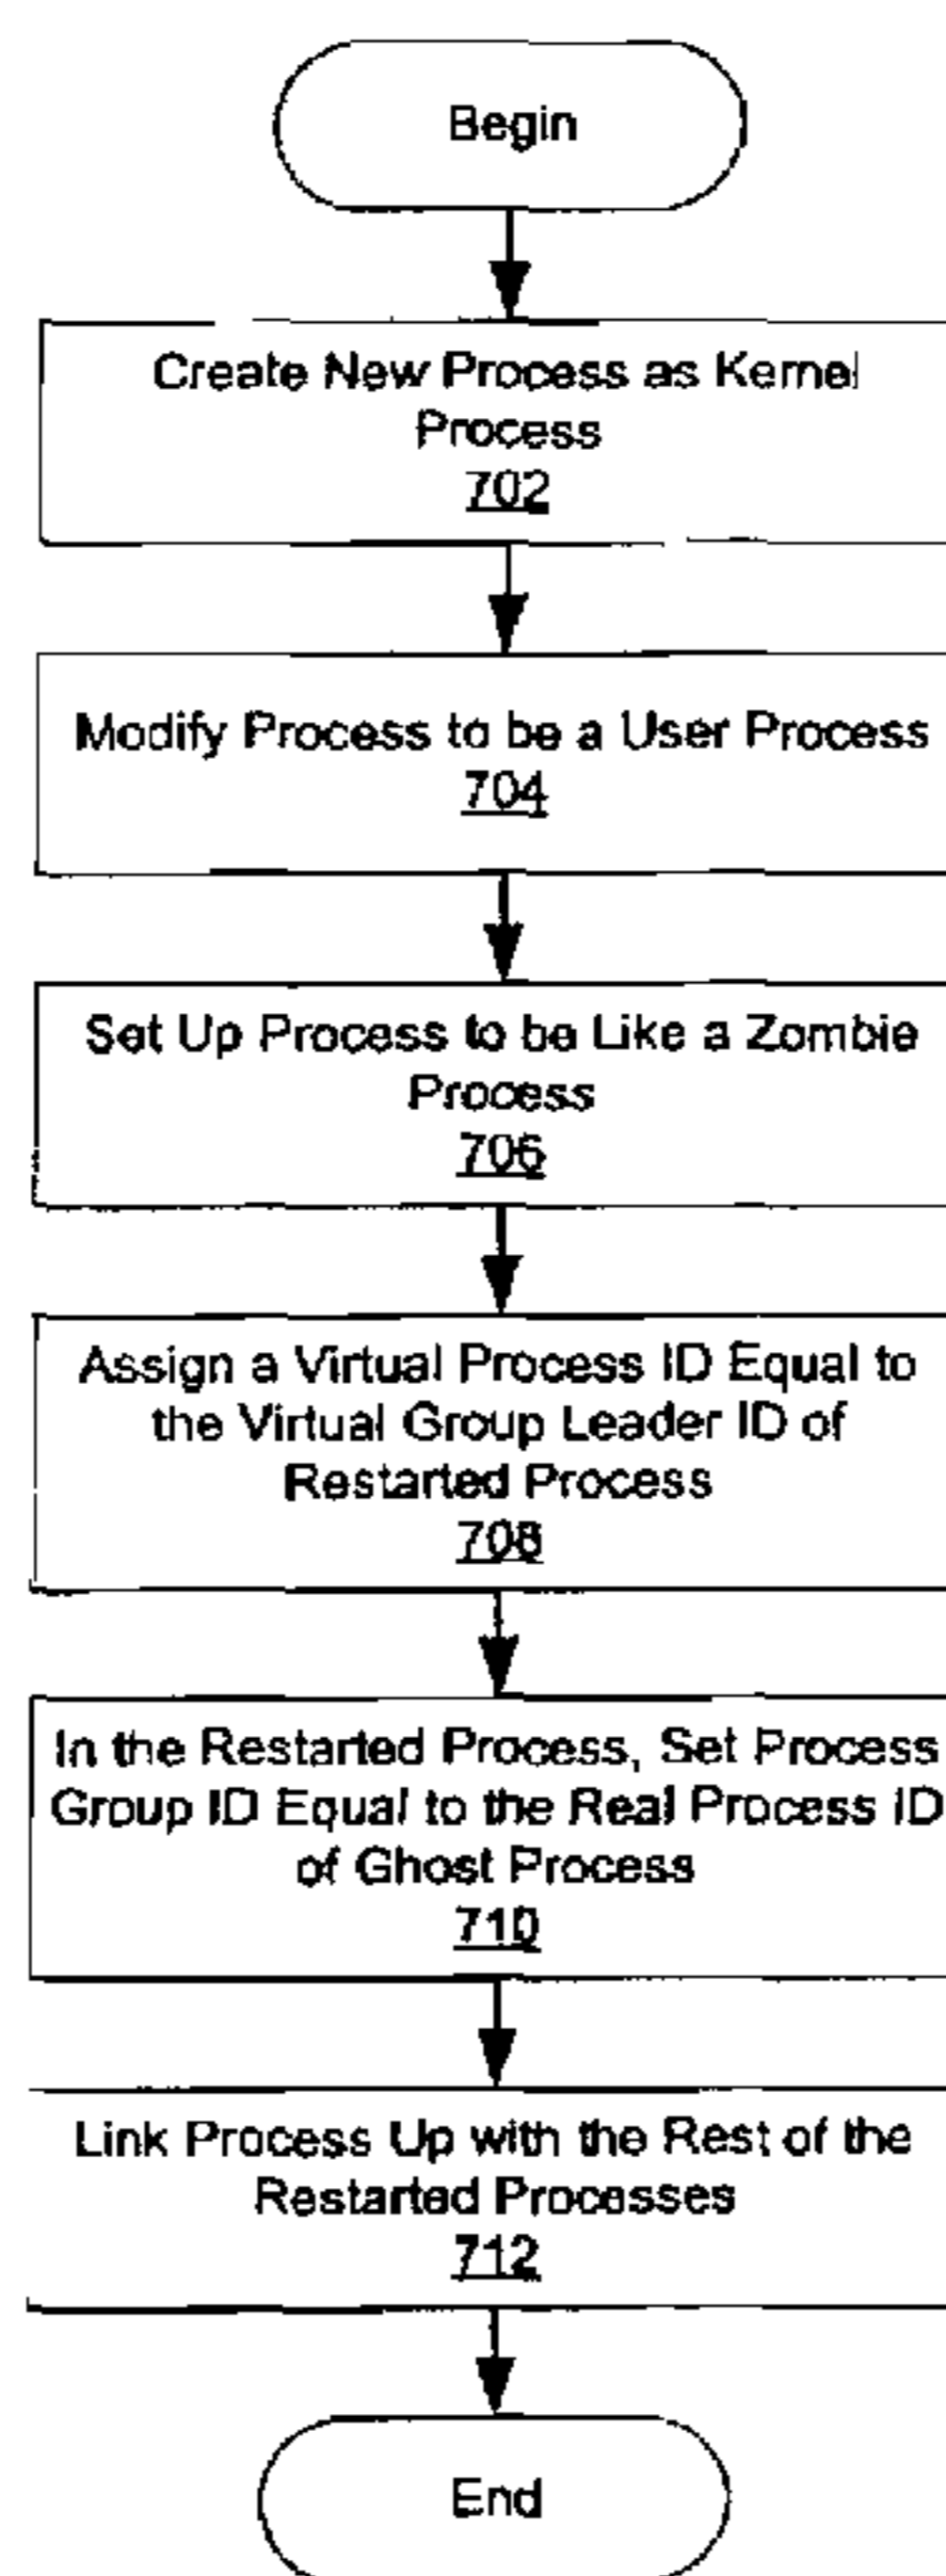 Begin
Create New Process as Kernel
Process
702
Modify Process to be a User Process
704
Set Up Process to be Like a Zombie
Process
706
Assign a Virtual Process ID Equal to
the Virtual Group Leader ID of
Restarted Process
708
In the Restarted Process, Set Process
Group ID Equal to the Real Process ID
of Ghost Process
710
Link Process Up with the Rest of the
Restarted Processes
712
End